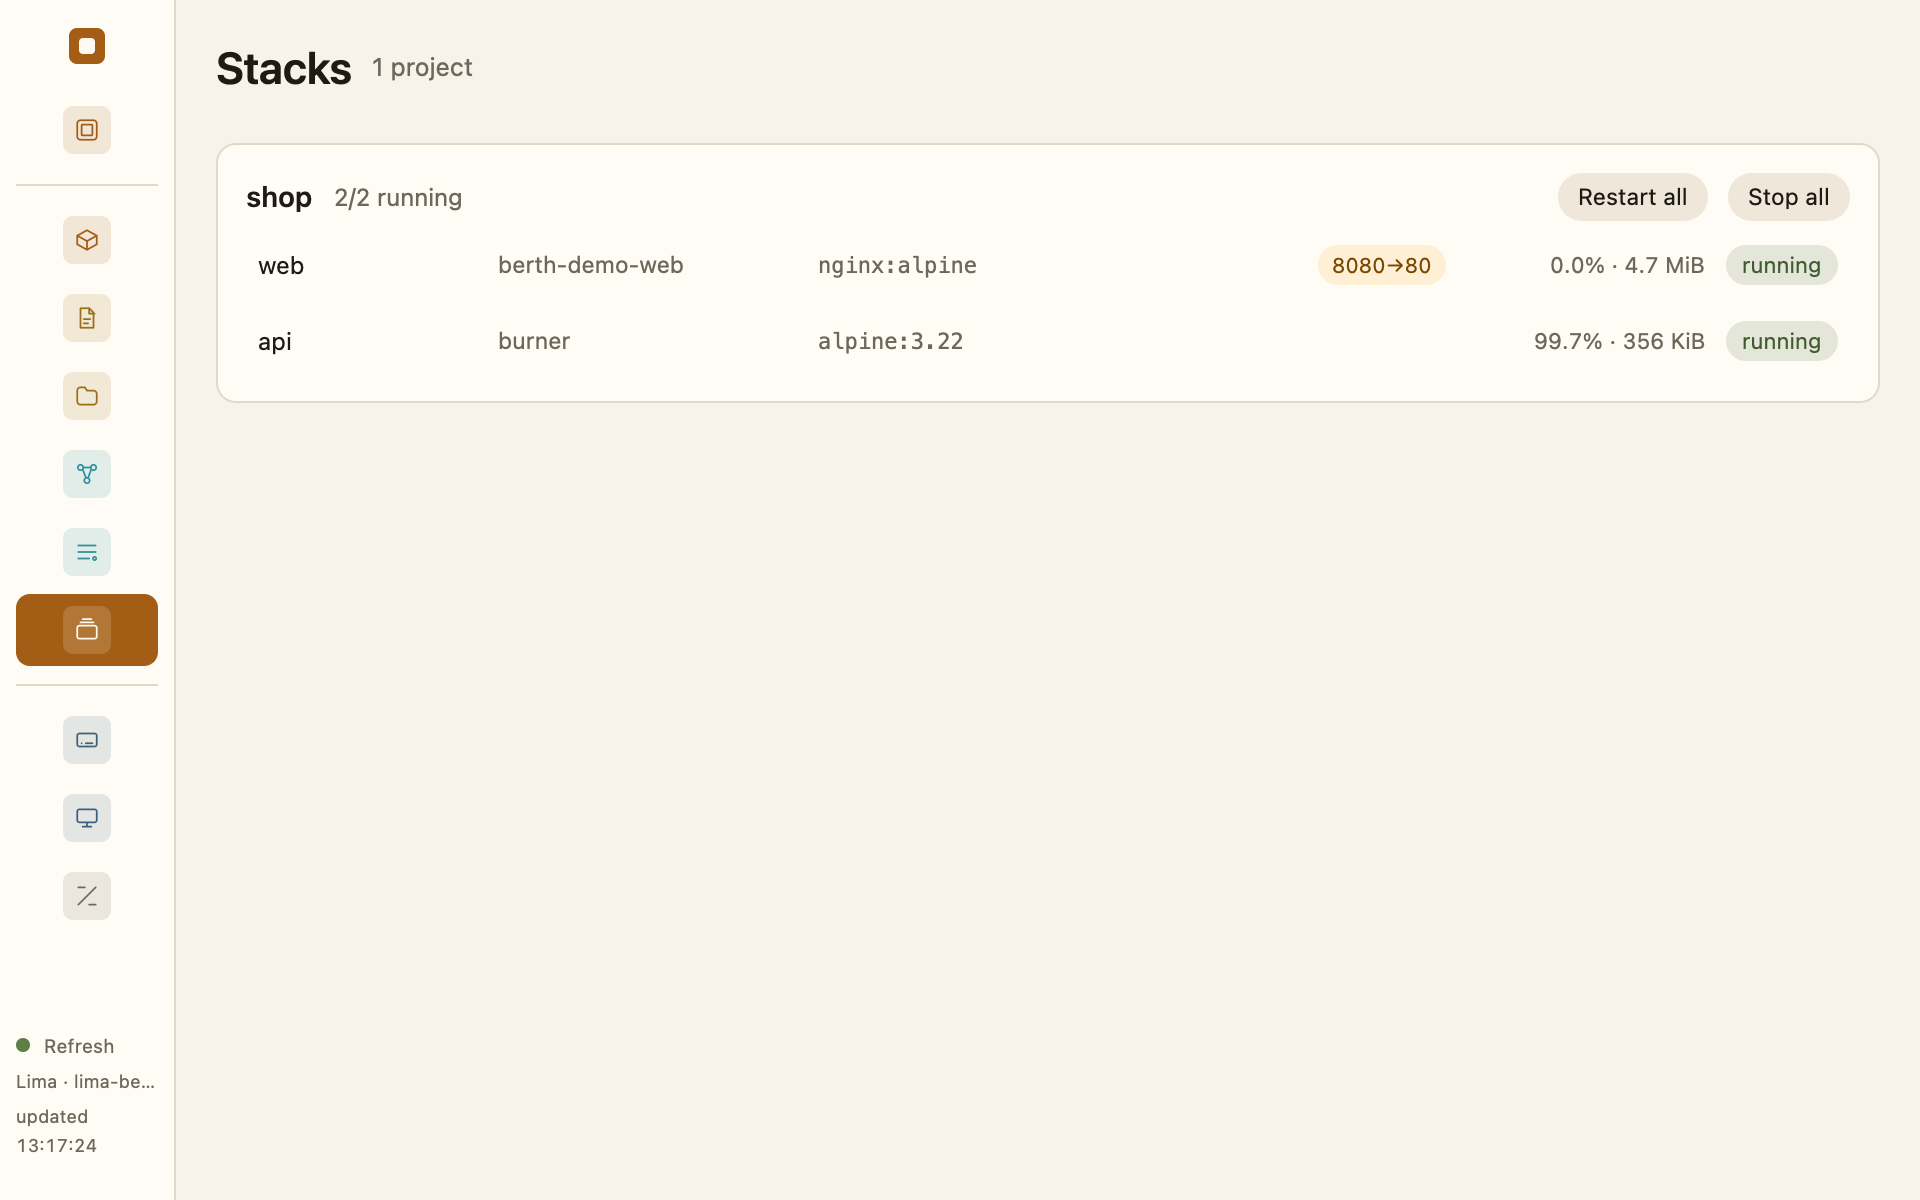 Stacks 1 project
shop 2/2 running Restart all Stop all
web berth-demo-web nginx:alpine 8080→80 0.0% · 4.7 MiB running
api burner alpine:3.22 99.7% · 356 KiB running
Refresh
Lima · lima-be…
updated
13:17:24